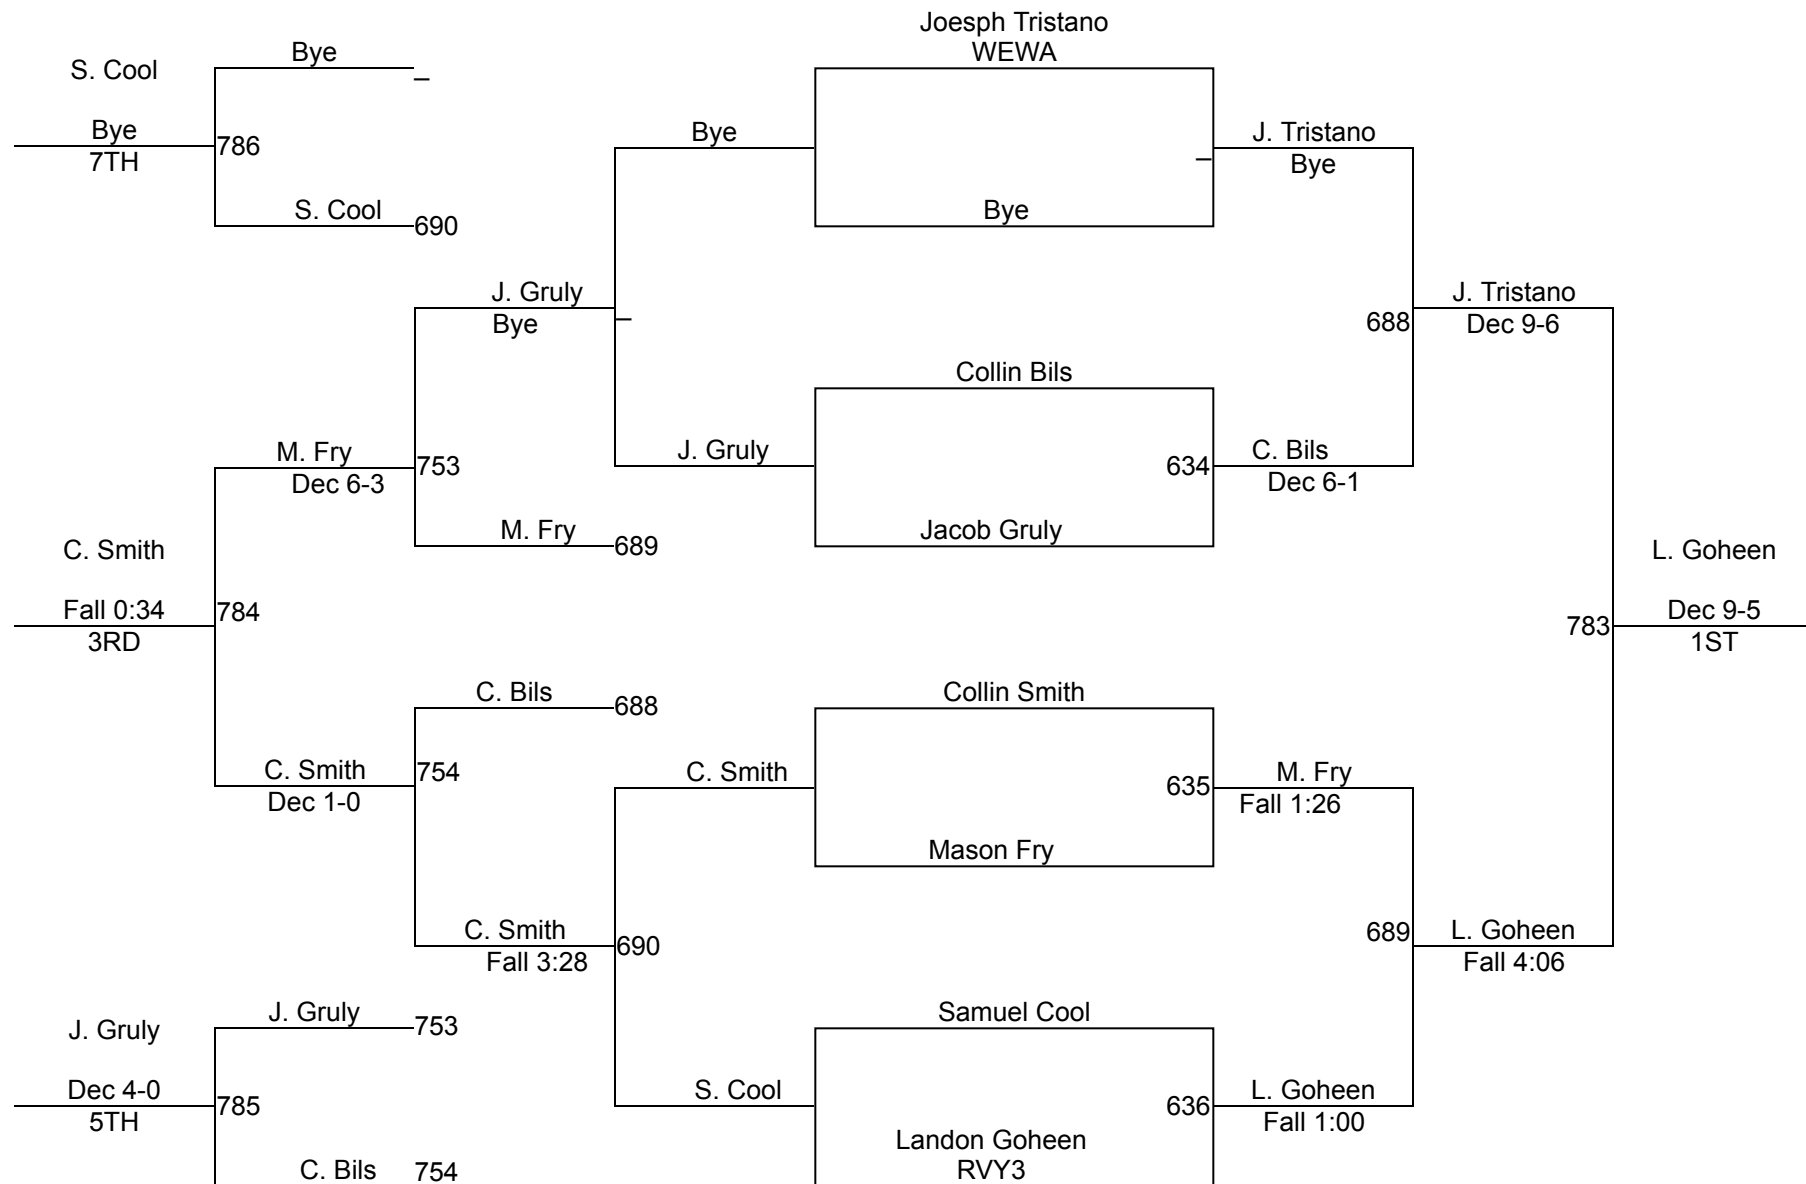 Joesph Tristano
WEWA
S. Cool
Bye
_
Bye
7TH
786
Bye
_
J. Tristano
Bye
S. Cool
690
Bye
J. Gruly
Bye
_
688
J. Tristano
Dec 9-6
Collin Bils
M. Fry
Dec 6-3
753
J. Gruly
634
C. Bils
Dec 6-1
M. Fry
689
Jacob Gruly
C. Smith
Fall 0:34
3RD
784
L. Goheen
783
Dec 9-5
1ST
C. Bils
688
Collin Smith
C. Smith
Dec 1-0
754
C. Smith
635
M. Fry
Fall 1:26
Mason Fry
C. Smith
Fall 3:28
690
689
L. Goheen
Fall 4:06
J. Gruly
J. Gruly
753
Samuel Cool
Dec 4-0
5TH
785
S. Cool
636
L. Goheen
Fall 1:00
C. Bils
754
Landon Goheen
RVY3